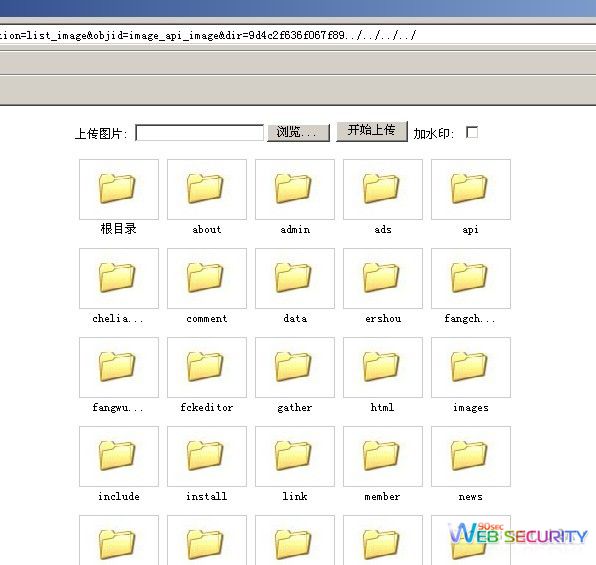 tion=list_image&objid=image_api_image&dir=9d4c2f636f067f89../../../../
上传图片: 浏览... 开始上传 加水印:
根目录 about admin ads api
chelia... comment data ershou fangch...
fangwu... fckeditor gather html images
include install link member news
90sec
WEB SECURITY